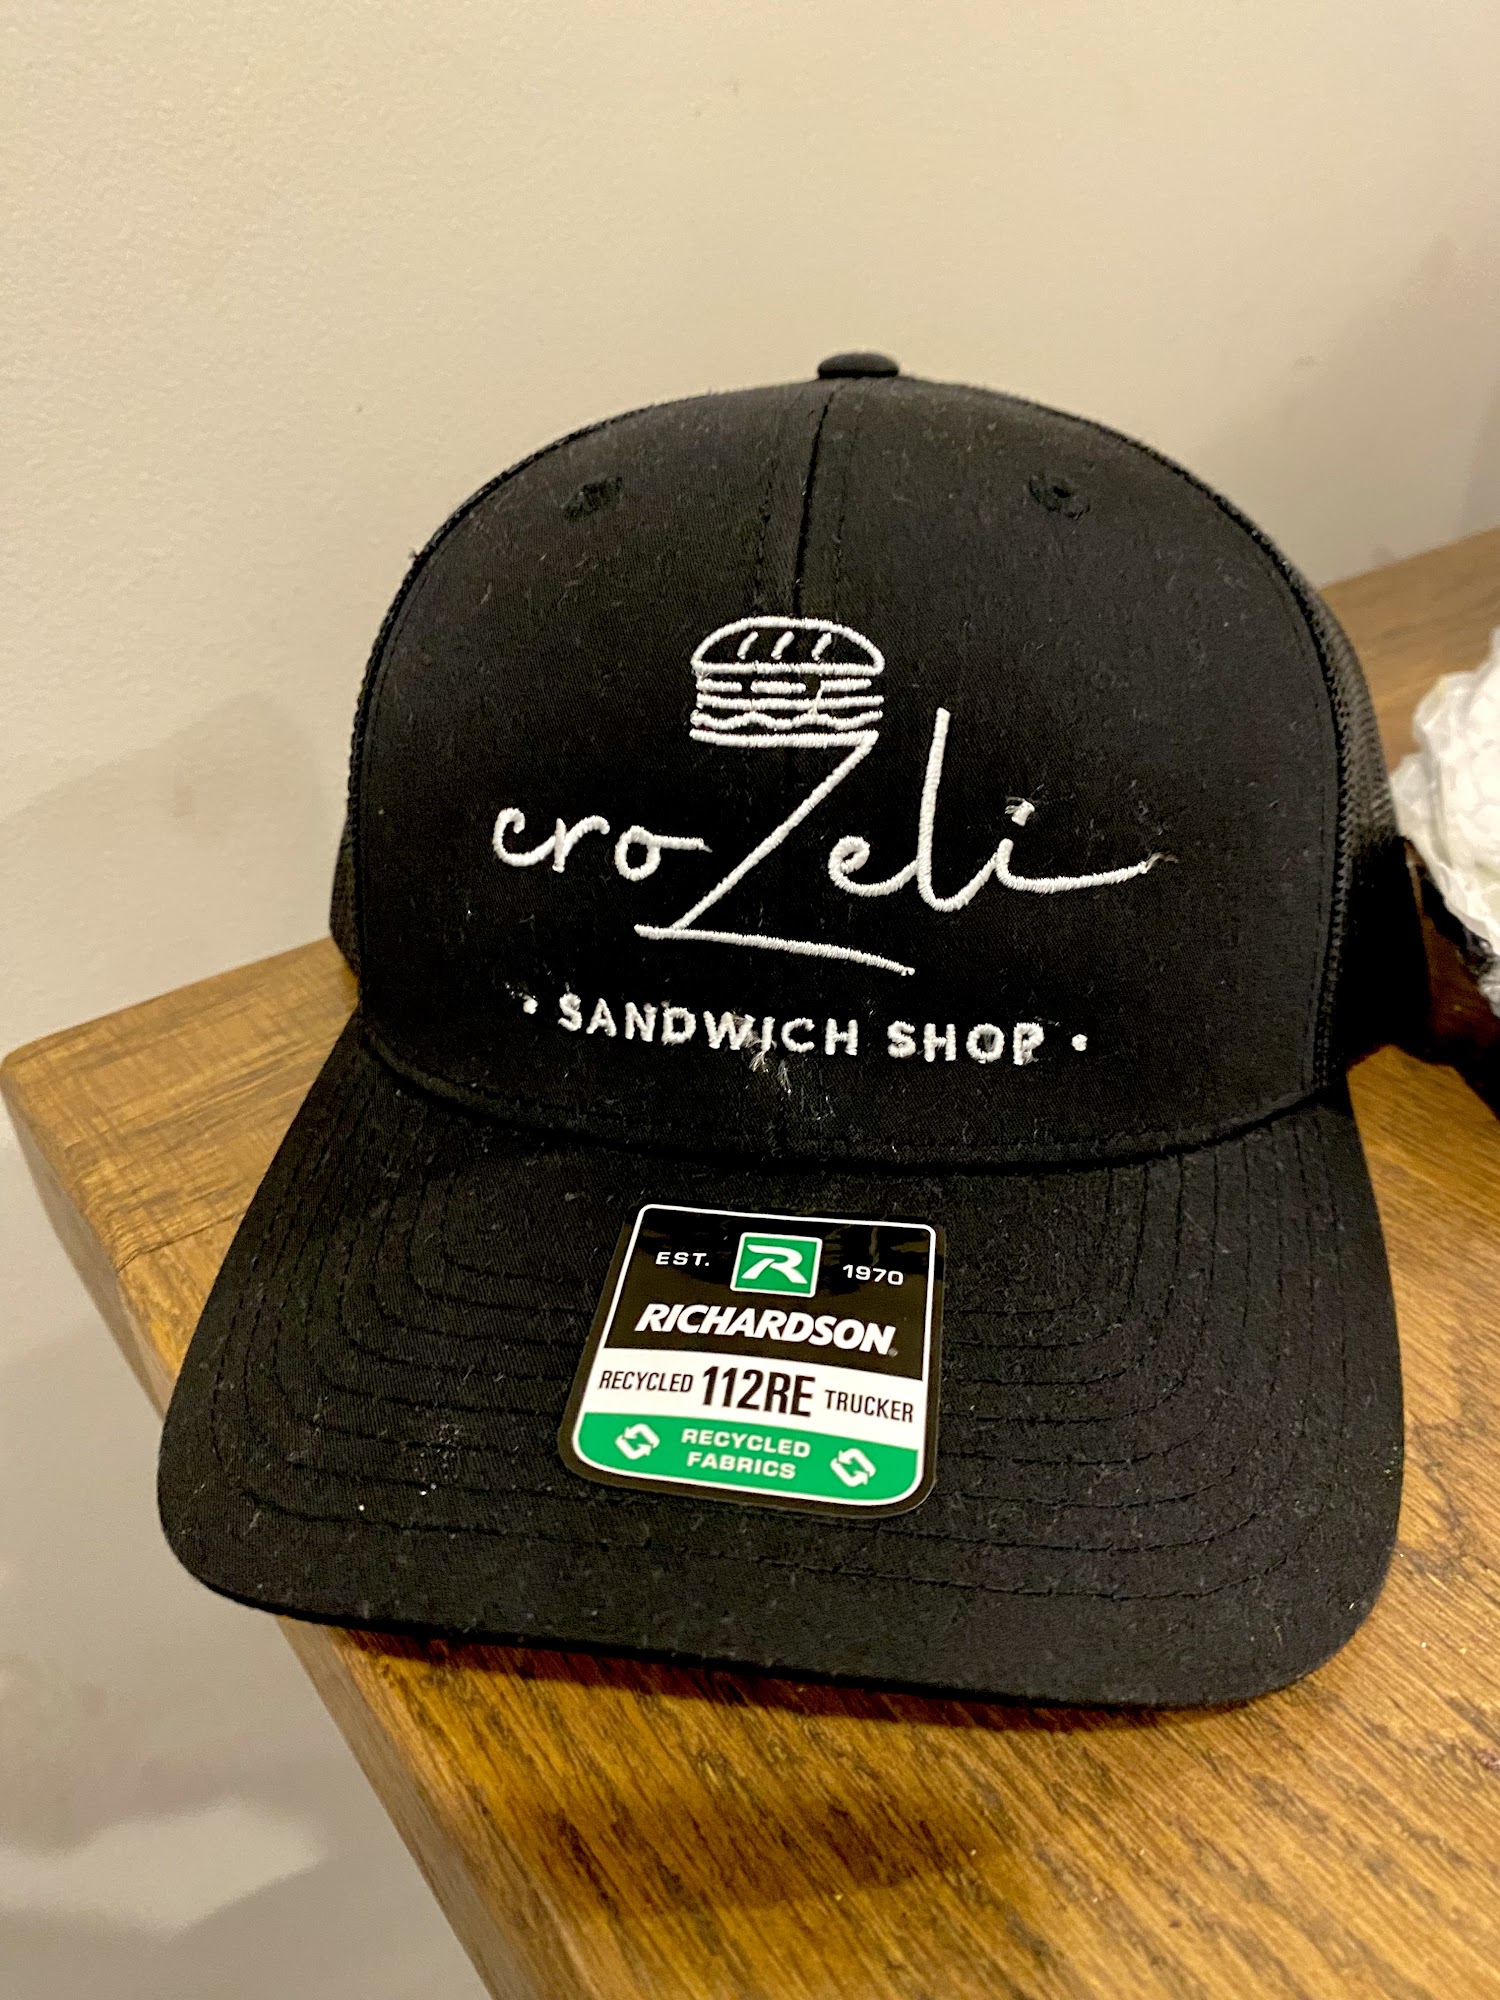 croZeli
• SANDWICH SHOP •
EST. R 1970
RICHARDSON®
RECYCLED 112RE TRUCKER
RECYCLED
FABRICS